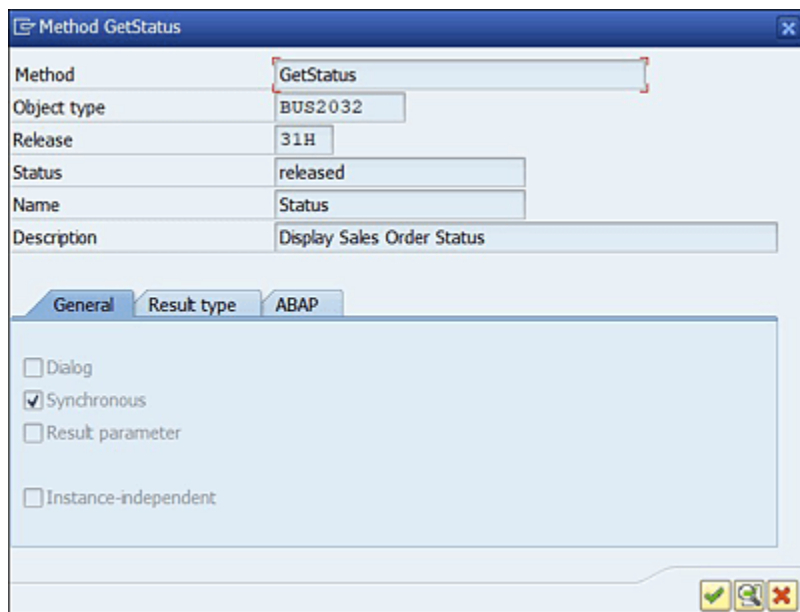 Method GetStatus
Method GetStatus
Object type BUS2032
Release 31H
Status released
Name Status
Description Display Sales Order Status
General Result type ABAP
Dialog
Synchronous
Result parameter
Instance-independent